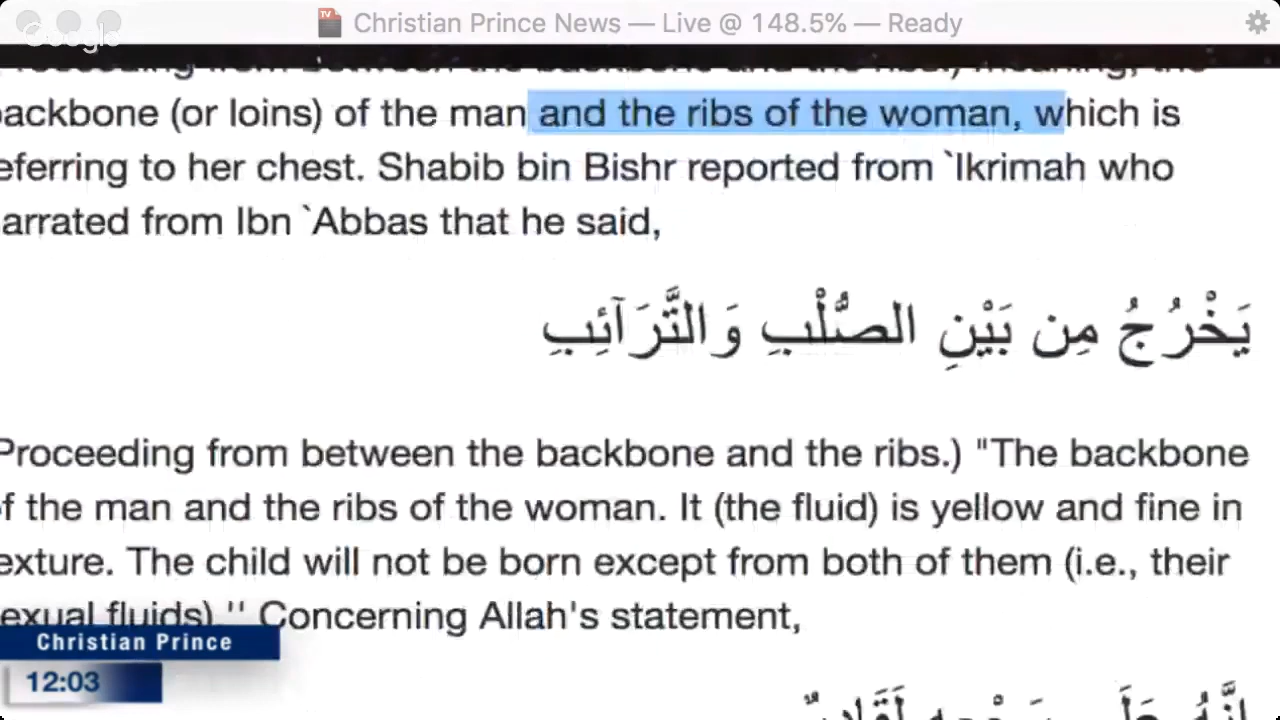 Christian Prince News — Live @ 148.5% — Ready
Google
backbone (or loins) of the man and the ribs of the woman, which is
eferring to her chest. Shabib bin Bishr reported from `Ikrimah who
arrated from Ibn `Abbas that he said,
يَخْرُجُ مِن بَيْنِ الصُّلْبِ وَالتَّرَآئِبِ
Proceeding from between the backbone and the ribs.) "The backbone
f the man and the ribs of the woman. It (the fluid) is yellow and fine in
exture. The child will not be born except from both of them (i.e., their
exual fluids).'' Concerning Allah's statement,
Christian Prince
12:03